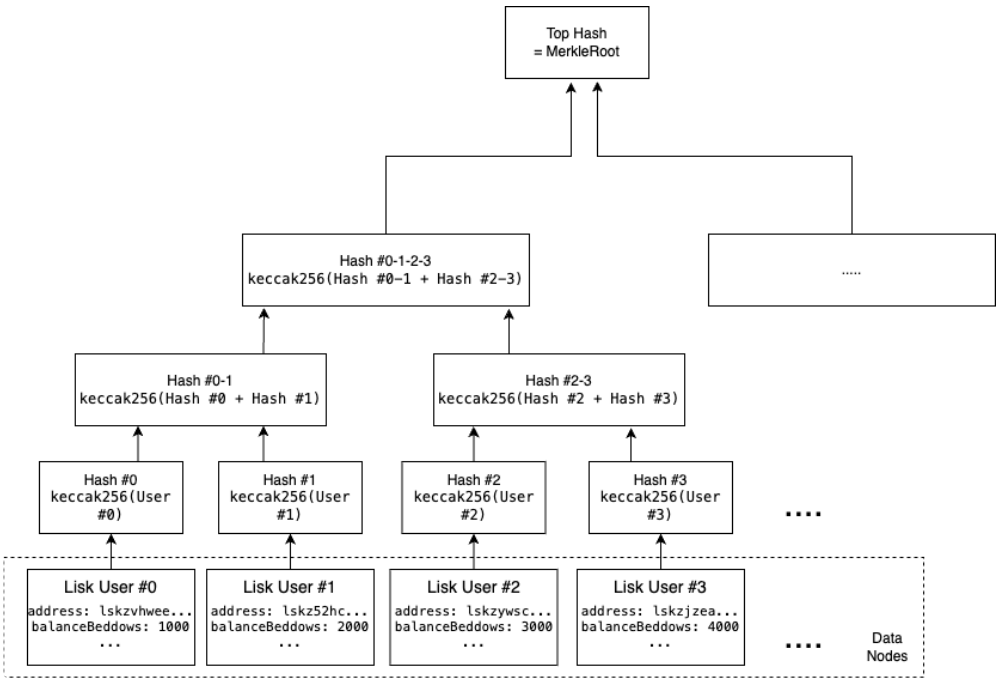 Top Hash
= MerkleRoot
Hash #0-1-2-3
keccak256(Hash #0-1 + Hash #2-3)
.....
Hash #0-1
keccak256(Hash #0 + Hash #1)
Hash #2-3
keccak256(Hash #2 + Hash #3)
Hash #0
keccak256(User
#0)
Hash #1
keccak256(User
#1)
Hash #2
keccak256(User
#2)
Hash #3
keccak256(User
#3)
....
Lisk User #0
address: lskzvhwee...
balanceBeddows: 1000
...
Lisk User #1
address: lskz52hc...
balanceBeddows: 2000
...
Lisk User #2
address: lskzywsc...
balanceBeddows: 3000
...
Lisk User #3
address: lskzjzea...
balanceBeddows: 4000
...
....
Data
Nodes